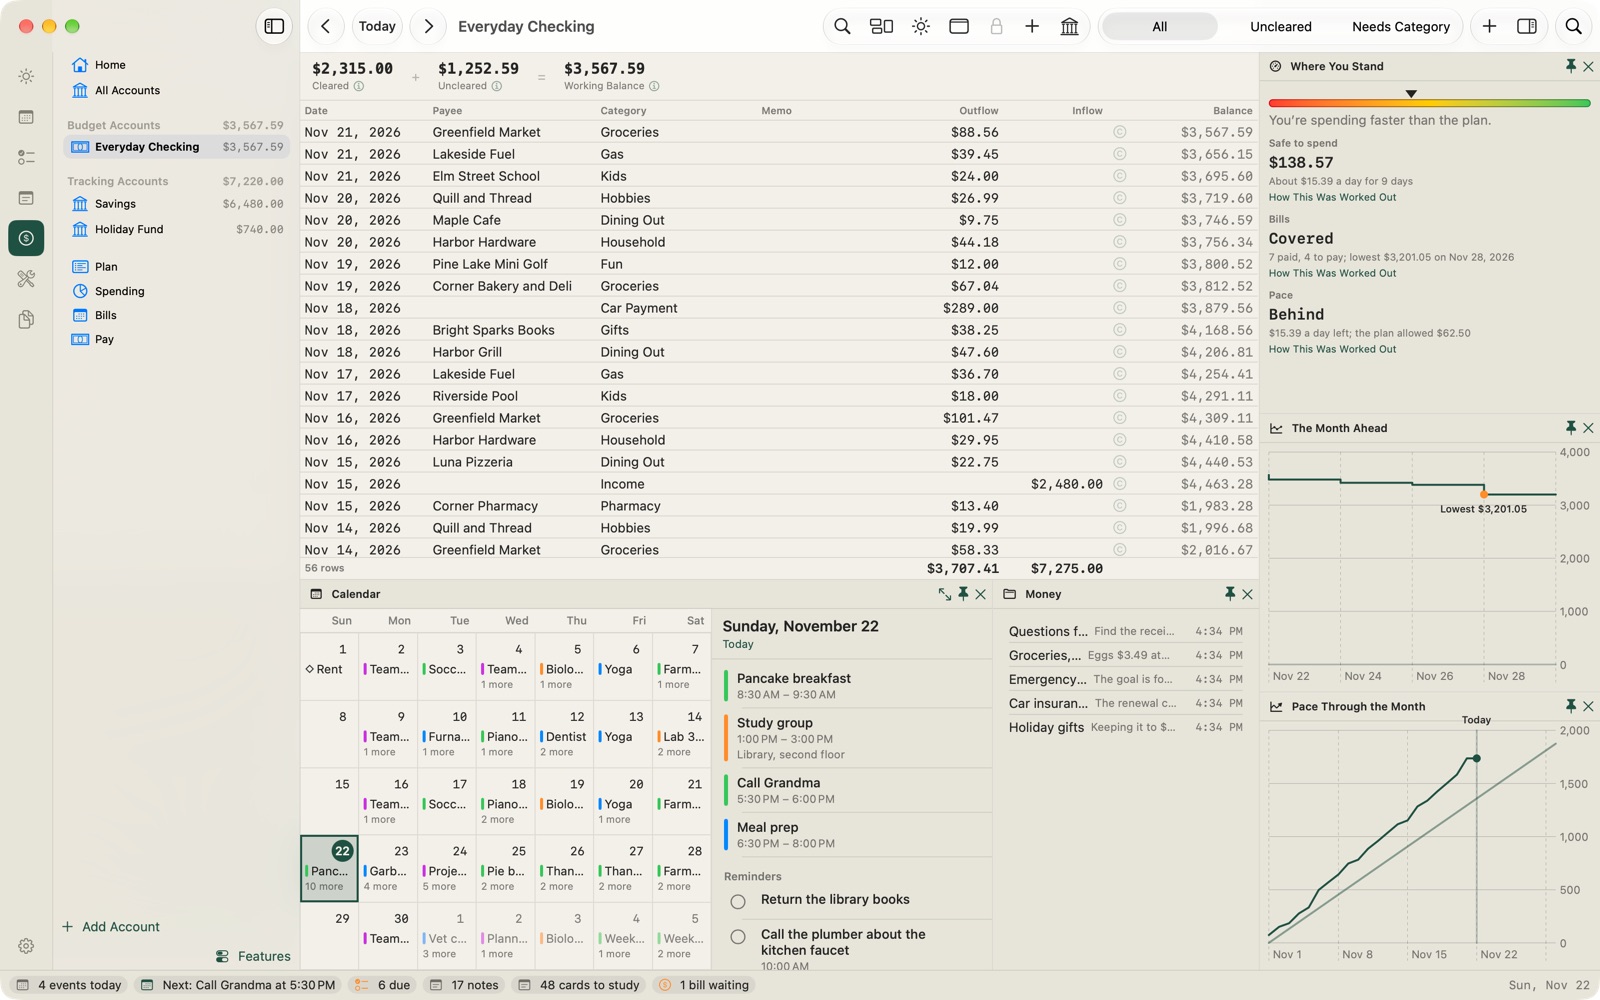 Today
Everyday Checking
All
Uncleared
Needs Category
Home
All Accounts
Budget Accounts $3,567.59
Everyday Checking $3,567.59
Tracking Accounts $7,220.00
Savings $6,480.00
Holiday Fund $740.00
Plan
Spending
Bills
Pay
Add Account
Features
$2,315.00 + $1,252.59 = $3,567.59
Cleared Uncleared Working Balance
Date Payee Category Memo Outflow Inflow Balance
Nov 21, 2026 Greenfield Market Groceries $88.56 $3,567.59
Nov 21, 2026 Lakeside Fuel Gas $39.45 $3,656.15
Nov 21, 2026 Elm Street School Kids $24.00 $3,695.60
Nov 20, 2026 Quill and Thread Hobbies $26.99 $3,719.60
Nov 20, 2026 Maple Cafe Dining Out $9.75 $3,746.59
Nov 20, 2026 Harbor Hardware Household $44.18 $3,756.34
Nov 19, 2026 Pine Lake Mini Golf Fun $12.00 $3,800.52
Nov 19, 2026 Corner Bakery and Deli Groceries $67.04 $3,812.52
Nov 18, 2026 Car Payment $289.00 $3,879.56
Nov 18, 2026 Bright Sparks Books Gifts $38.25 $4,168.56
Nov 18, 2026 Harbor Grill Dining Out $47.60 $4,206.81
Nov 17, 2026 Lakeside Fuel Gas $36.70 $4,254.41
Nov 17, 2026 Riverside Pool Kids $18.00 $4,291.11
Nov 16, 2026 Greenfield Market Groceries $101.47 $4,309.11
Nov 16, 2026 Harbor Hardware Household $29.95 $4,410.58
Nov 15, 2026 Luna Pizzeria Dining Out $22.75 $4,440.53
Nov 15, 2026 Income $2,480.00 $4,463.28
Nov 15, 2026 Corner Pharmacy Pharmacy $13.40 $1,983.28
Nov 14, 2026 Quill and Thread Hobbies $19.99 $1,996.68
Nov 14, 2026 Greenfield Market Groceries $58.33 $2,016.67
56 rows $3,707.41 $7,275.00
Calendar
Sun Mon Tue Wed Thu Fri Sat
1 2 3 4 5 6 7
Rent Team... Socc... Team... Biolo... Yoga Farm...
1 more 1 more 1 more
8 9 10 11 12 13 14
Team... Furna... Piano... Dentist Yoga Lab 3...
1 more 1 more 1 more 2 more 2 more
15 16 17 18 19 20 21
Team... Socc... Piano... Biolo... Yoga Farm...
1 more 2 more 1 more
22 23 24 25 26 27 28
Panc... Garb... Proje... Pie b... Than... Than... Farm...
10 more 4 more 5 more 2 more 2 more 2 more 2 more
29 30 1 2 3 4 5
Team... Vet c... Plann... Biolo... Week... Week...
3 more 1 more 1 more 2 more
Sunday, November 22
Today
Pancake breakfast
8:30 AM – 9:30 AM
Study group
1:00 PM – 3:00 PM
Library, second floor
Call Grandma
5:30 PM – 6:00 PM
Meal prep
6:30 PM – 8:00 PM
Reminders
Return the library books
Call the plumber about the
kitchen faucet
10:00 AM
Money
Questions f... Find the recei... 4:34 PM
Groceries,... Eggs $3.49 at... 4:34 PM
Emergency... The goal is fo... 4:34 PM
Car insuran... The renewal c... 4:34 PM
Holiday gifts Keeping it to $... 4:34 PM
Where You Stand
You're spending faster than the plan.
Safe to spend
$138.57
About $15.39 a day for 9 days
How This Was Worked Out
Bills
Covered
7 paid, 4 to pay; lowest $3,201.05 on Nov 28, 2026
How This Was Worked Out
Pace
Behind
$15.39 a day left; the plan allowed $62.50
How This Was Worked Out
The Month Ahead
4,000
3,000
Lowest $3,201.05
2,000
1,000
0
Nov 22 Nov 24 Nov 26 Nov 28
Pace Through the Month
Today
2,000
1,500
1,000
500
0
Nov 1 Nov 8 Nov 15 Nov 22
4 events today
Next: Call Grandma at 5:30 PM
6 due
17 notes
48 cards to study
1 bill waiting
Sun, Nov 22